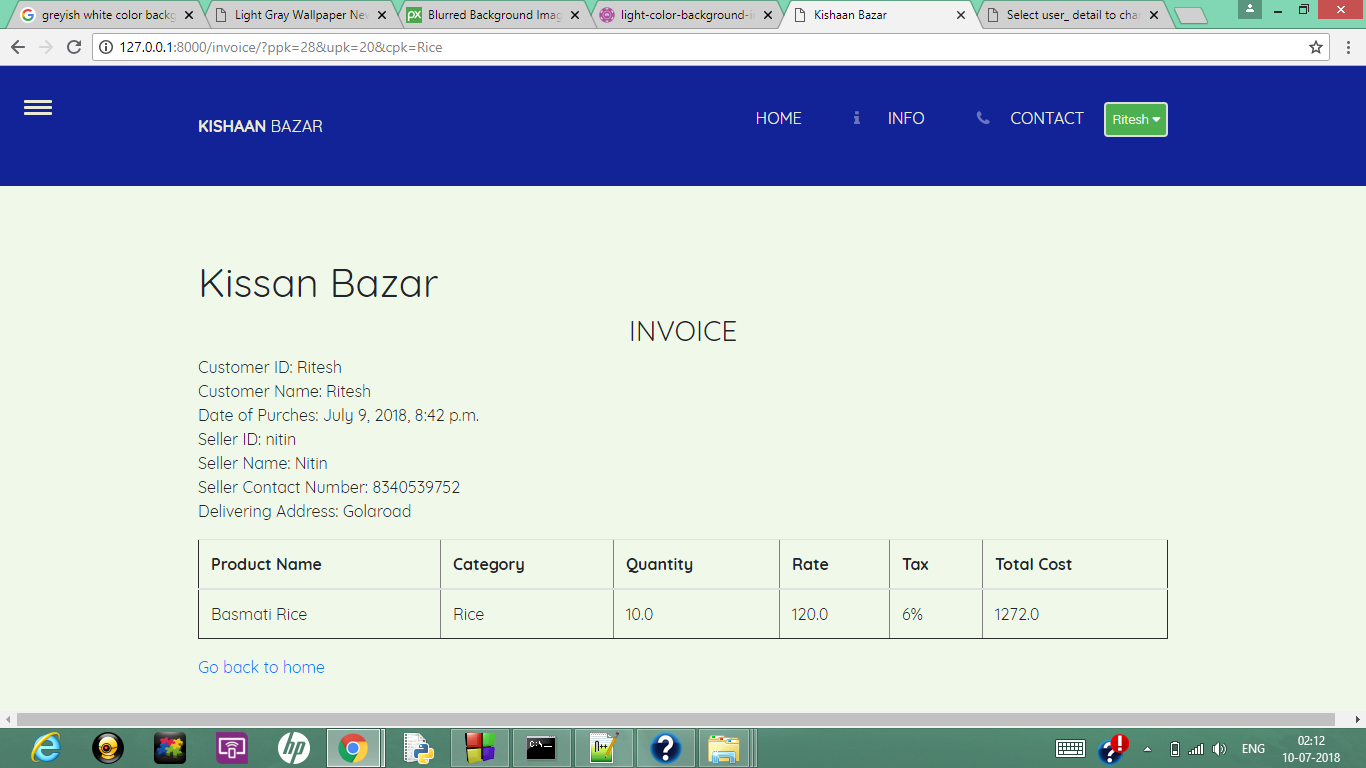 greyish white color backg
Light Gray Wallpaper Nev
px Blurred Background Imag
light-color-background-i
Kishaan Bazar
Select user_ detail to cha
127.0.0.1:8000/invoice/?ppk=28&upk=20&cpk=Rice
KISHAAN BAZAR
HOME
INFO
CONTACT
Ritesh
Kissan Bazar
INVOICE
Customer ID: Ritesh
Customer Name: Ritesh
Date of Purches: July 9, 2018, 8:42 p.m.
Seller ID: nitin
Seller Name: Nitin
Seller Contact Number: 8340539752
Delivering Address: Golaroad
Product Name Category Quantity Rate Tax Total Cost
Basmati Rice Rice 10.0 120.0 6% 1272.0
Go back to home
hp
C:\
ENG
02:12
10-07-2018